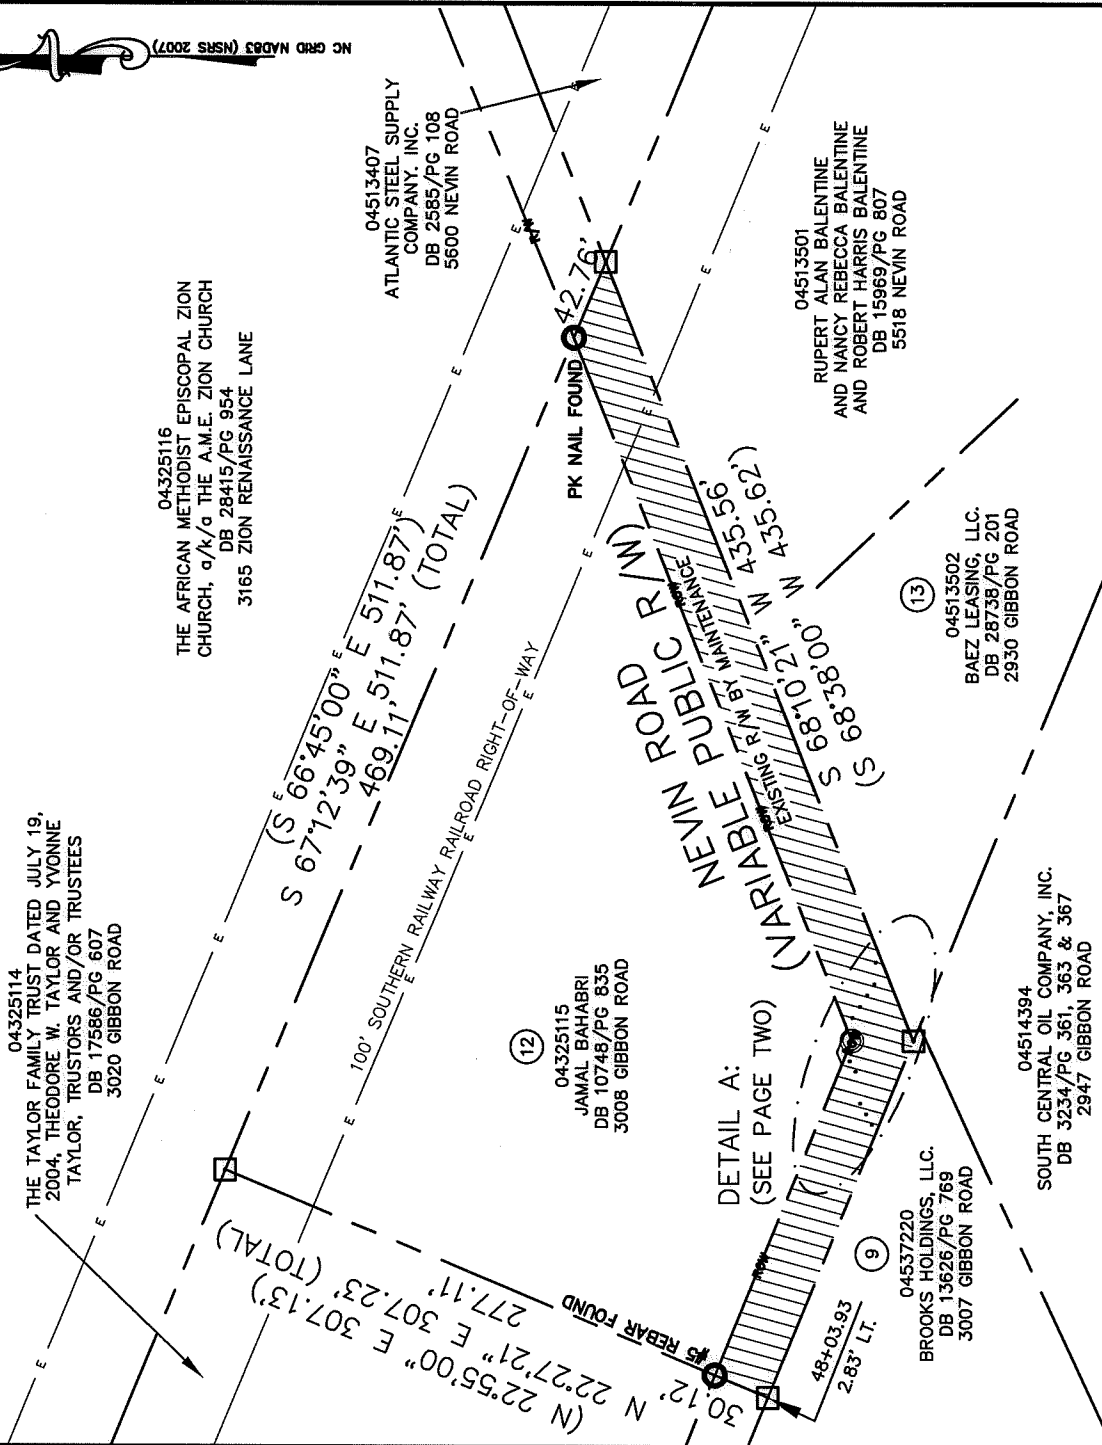 NC GRID NAD83 (NSRS 2007)
04513407
ATLANTIC STEEL SUPPLY
COMPANY. INC.
DB 2585/PG 108
5600 NEVIN ROAD
04325116
THE AFRICAN METHODIST EPISCOPAL ZION
CHURCH, a/k/a THE A.M.E. ZION CHURCH
DB 28415/PG 954
3165 ZION RENAISSANCE LANE
04513501
RUPERT ALAN BALENTINE
AND NANCY REBECCA BALENTINE
AND ROBERT HARRIS BALENTINE
DB 15969/PG 807
5518 NEVIN ROAD
42.76'
PK NAIL FOUND
(S 66°45'00" E 511.87')
S 67°12'39" E 511.87' (TOTAL)
469.11'
100' SOUTHERN RAILWAY RAILROAD RIGHT-OF-WAY
NEVIN ROAD
(VARIABLE PUBLIC R/W)
EXISTING R/W BY MAINTENANCE
S 68°10'21" W 435.56'
(S 68°38'00" W 435.62')
13
04513502
BAEZ LEASING, LLC.
DB 28738/PG 201
2930 GIBBON ROAD
04325114
THE TAYLOR FAMILY TRUST DATED JULY 19,
2004, THEODORE W. TAYLOR AND YVONNE
TAYLOR, TRUSTORS AND/OR TRUSTEES
DB 17586/PG 607
3020 GIBBON ROAD
12
04325115
JAMAL BAHABRI
DB 10748/PG 835
3008 GIBBON ROAD
DETAIL A:
(SEE PAGE TWO)
04514394
SOUTH CENTRAL OIL COMPANY, INC.
DB 3234/PG 361, 363 & 367
2947 GIBBON ROAD
9
04537220
BROOKS HOLDINGS, LLC.
DB 13626/PG 769
3007 GIBBON ROAD
(N 22°55'00" E 307.13')
N 22°27'21" E 307.23' (TOTAL)
277.11'
#5 REBAR FOUND
30.12'
48+03.93
2.83' LT.
ROW
ROW
ROW
E E E E E E E E E E E E E E E E